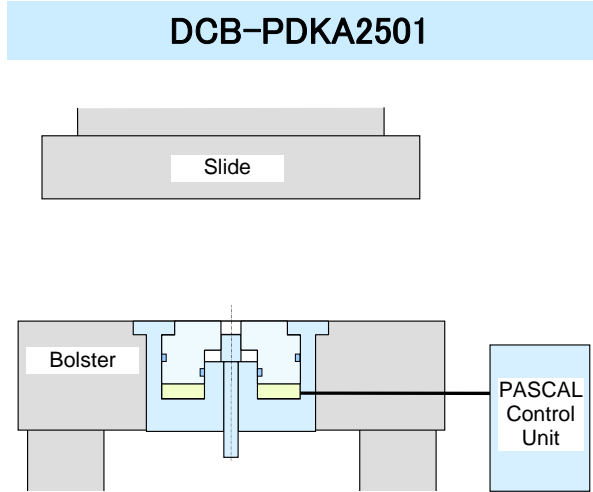 DCB-PDKA2501
Slide
Bolster
PASCAL
Control
Unit